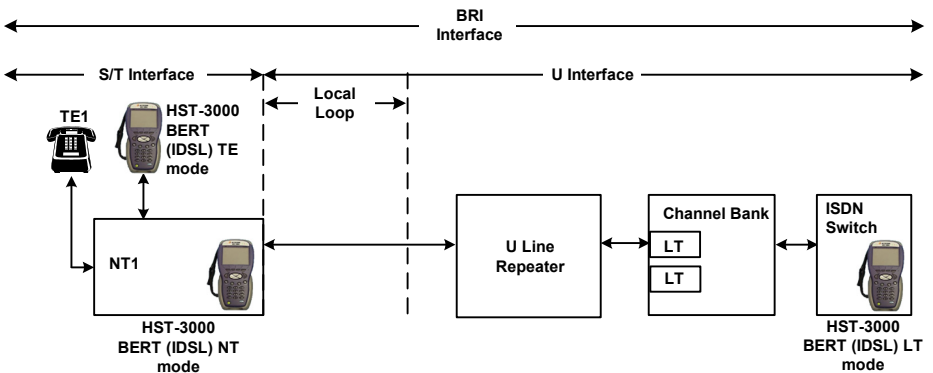 BRI
Interface
S/T Interface
U Interface
Local
Loop
TE1
HST-3000
BERT
(IDSL) TE
mode
NT1
U Line
Repeater
Channel Bank
LT
LT
ISDN
Switch
HST-3000
BERT (IDSL) NT
mode
HST-3000
BERT (IDSL) LT
mode